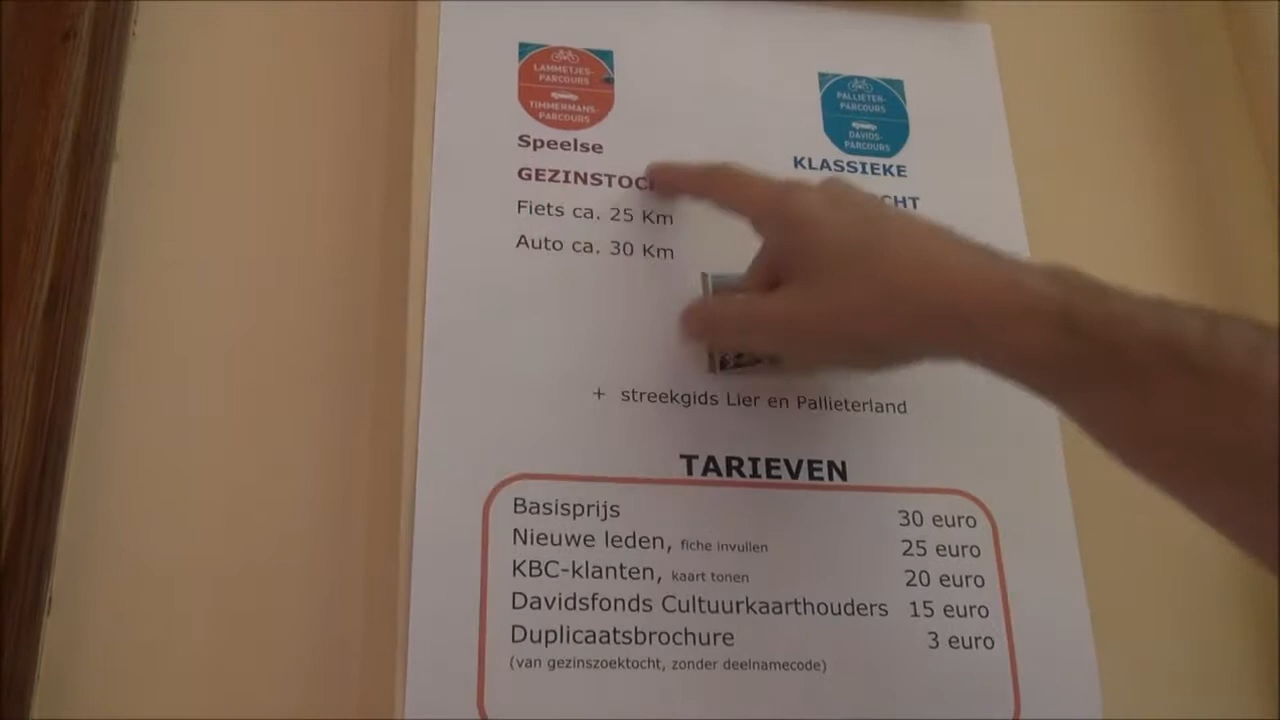 LAMMETJES-
PARCOURS
TIMMERMANS-
PARCOURS
Speelse
GEZINSTOC
Fiets ca. 25 Km
Auto ca. 30 Km
PALLIETER-
PARCOURS
DAVIDS-
PARCOURS
KLASSIEKE
CHT
+ streekgids Lier en Pallieterland
TARIEVEN
Basisprijs 30 euro
Nieuwe leden, fiche invullen 25 euro
KBC-klanten, kaart tonen 20 euro
Davidsfonds Cultuurkaarthouders 15 euro
Duplicaatsbrochure 3 euro
(van gezinszoektocht, zonder deelnamecode)